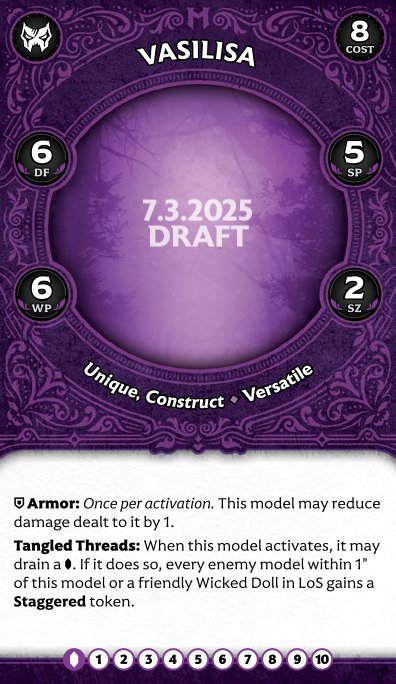 VASILISA
8
COST
6
DF
5
SP
7.3.2025
DRAFT
6
WP
2
SZ
Unique, Construct ⬥ Versatile
Armor: Once per activation. This model may reduce
damage dealt to it by 1.
Tangled Threads: When this model activates, it may
drain a . If it does so, every enemy model within 1"
of this model or a friendly Wicked Doll in LoS gains a
Staggered token.
1 2 3 4 5 6 7 8 9 10